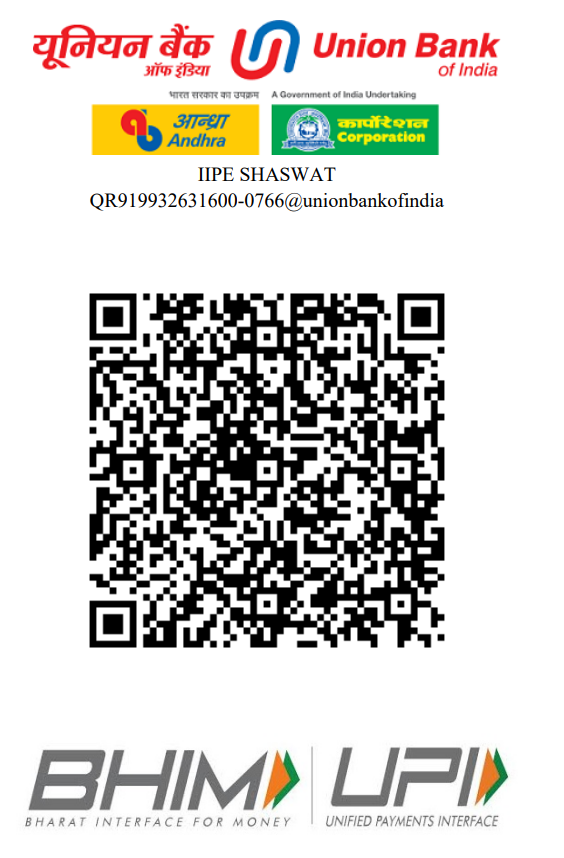 यूनियन बैंक
ऑफ इंडिया
Union Bank
of India
भारत सरकार का उपक्रम A Government of India Undertaking
आन्ध्रा
Andhra
कार्पोरेशन
Corporation
IIPE SHASWAT
QR919932631600-0766@unionbankofindia
BHIM
BHARAT INTERFACE FOR MONEY
UPI
UNIFIED PAYMENTS INTERFACE